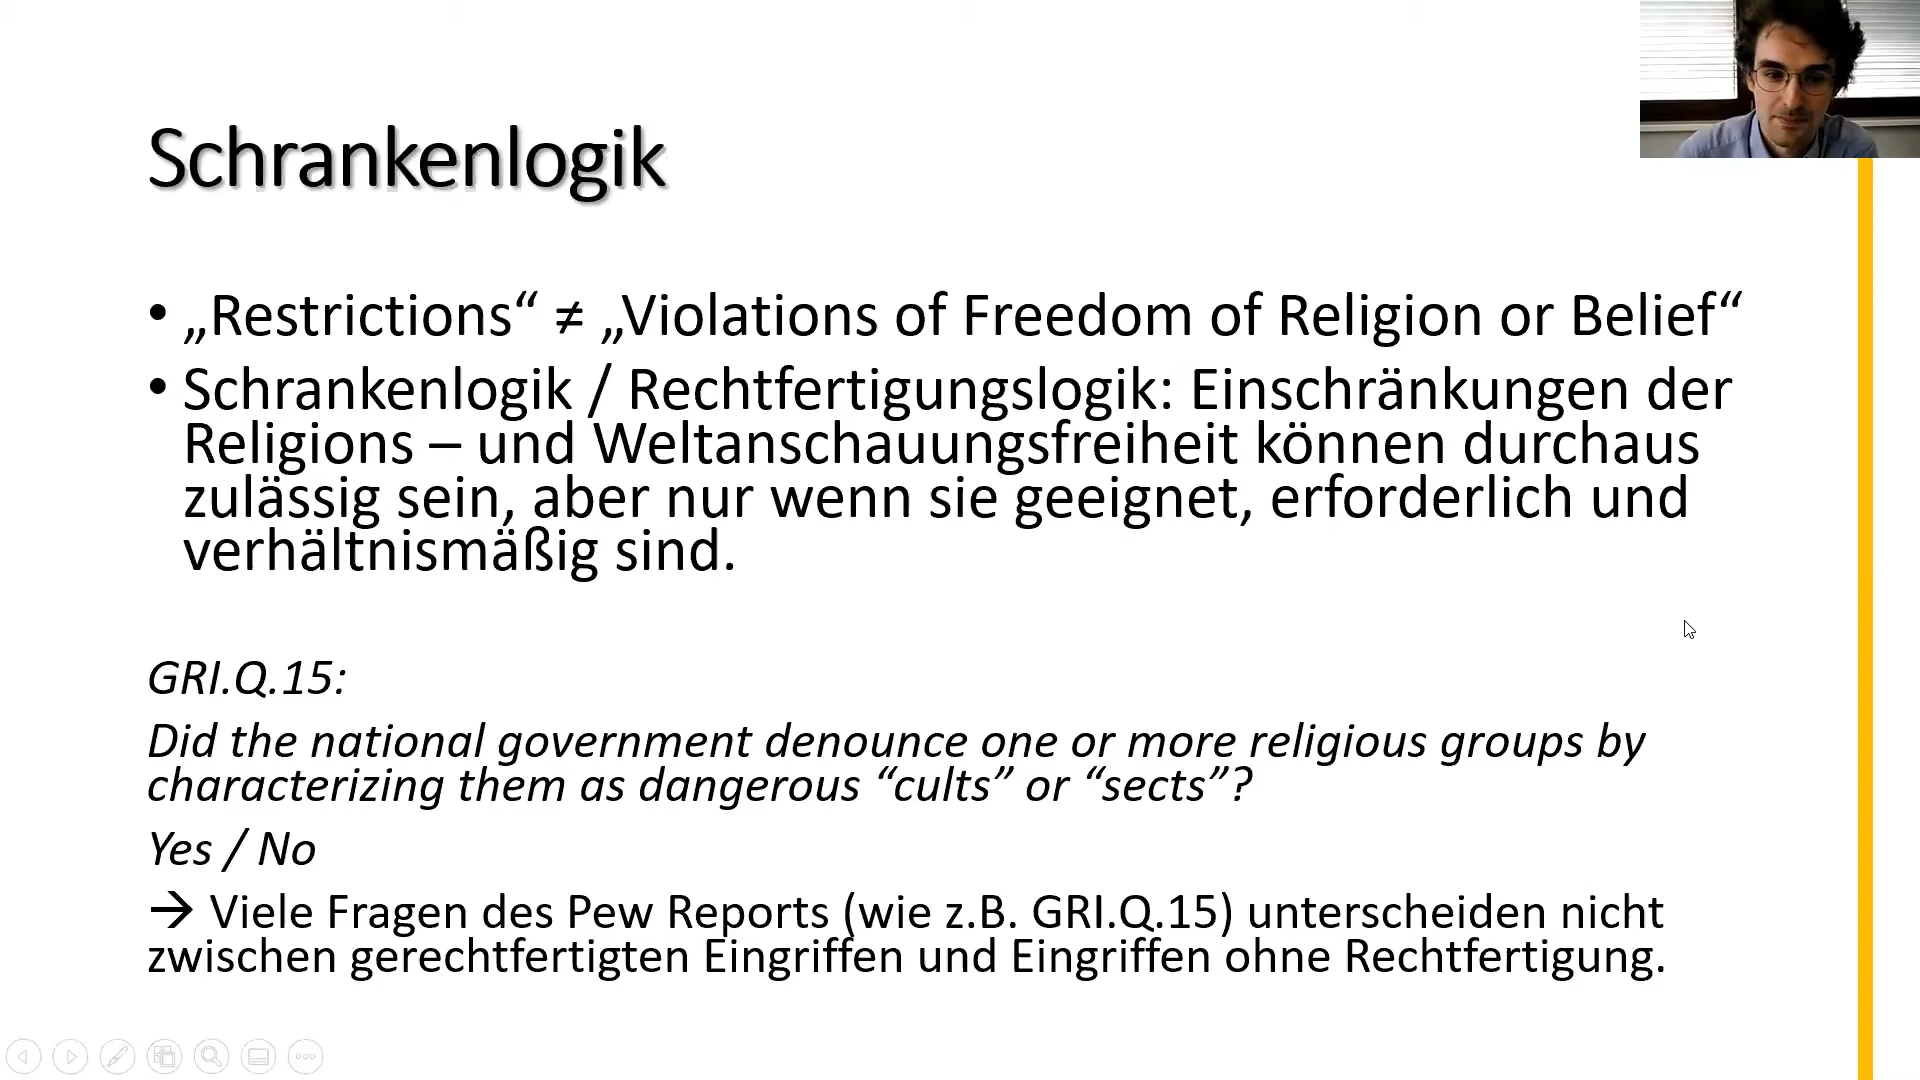 Schrankenlogik
• „Restrictions“ ≠ „Violations of Freedom of Religion or Belief“
• Schrankenlogik / Rechtfertigungslogik: Einschränkungen der
Religions – und Weltanschauungsfreiheit können durchaus
zulässig sein, aber nur wenn sie geeignet, erforderlich und
verhältnismäßig sind.
GRI.Q.15:
Did the national government denounce one or more religious groups by
characterizing them as dangerous “cults” or “sects”?
Yes / No
→ Viele Fragen des Pew Reports (wie z.B. GRI.Q.15) unterscheiden nicht
zwischen gerechtfertigten Eingriffen und Eingriffen ohne Rechtfertigung.